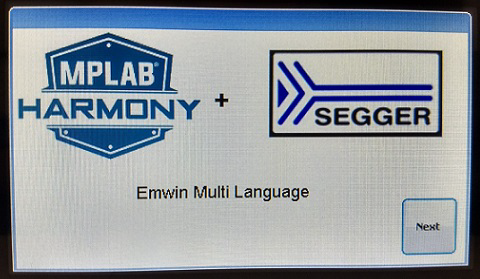 MPLAB®
HARMONY
+
SEGGER
Emwin Multi Language
Next